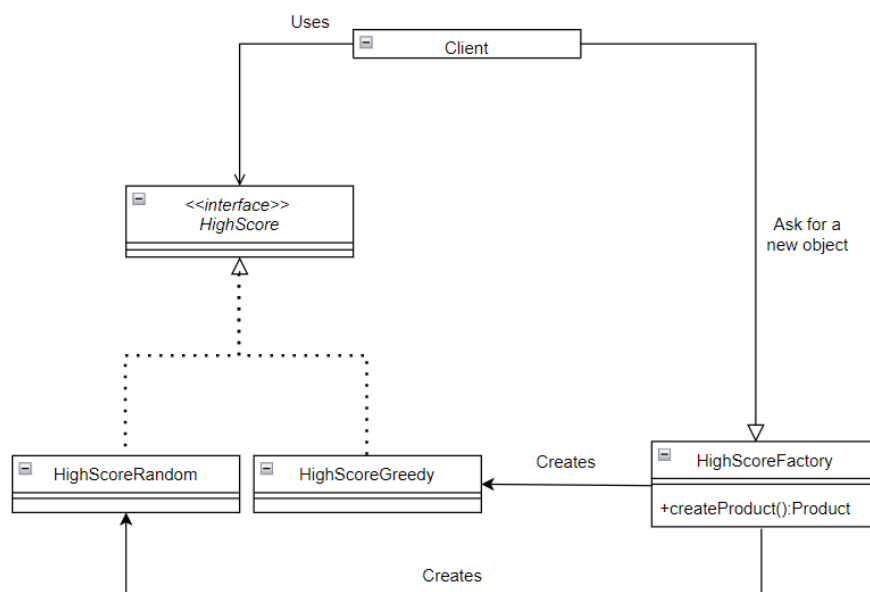 Uses
Client
<<interface>>
HighScore
Ask for a
new object
HighScoreRandom
HighScoreGreedy
Creates
HighScoreFactory
+createProduct():Product
Creates